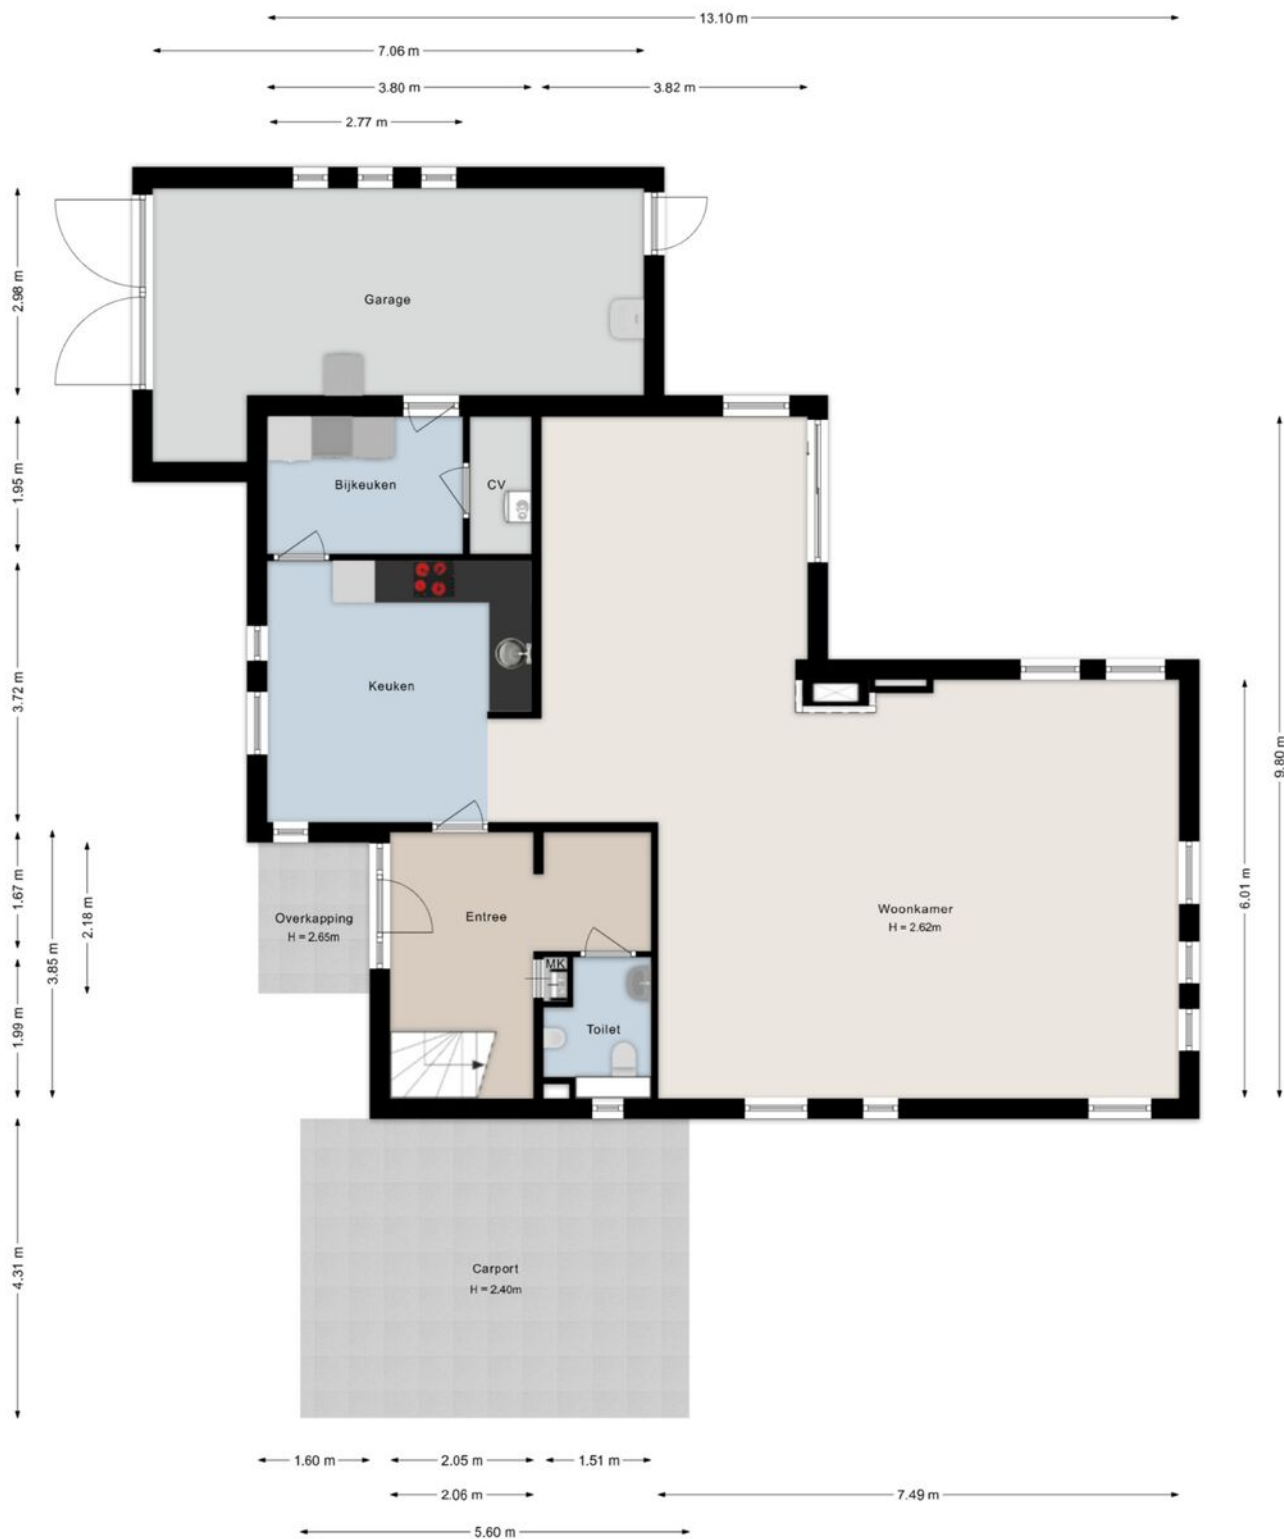 13.10 m
7.06 m
3.80 m
3.82 m
2.77 m
2.98 m
Garage
1.95 m
Bijkeuken
CV
3.72 m
Keuken
9.80 m
6.01 m
1.67 m
3.85 m
2.18 m
Overkapping
H = 2.65m
Entree
Woonkamer
H = 2.62m
MK
1.99 m
Toilet
4.31 m
Carport
H = 2.40m
1.60 m
2.05 m
1.51 m
2.06 m
7.49 m
5.60 m